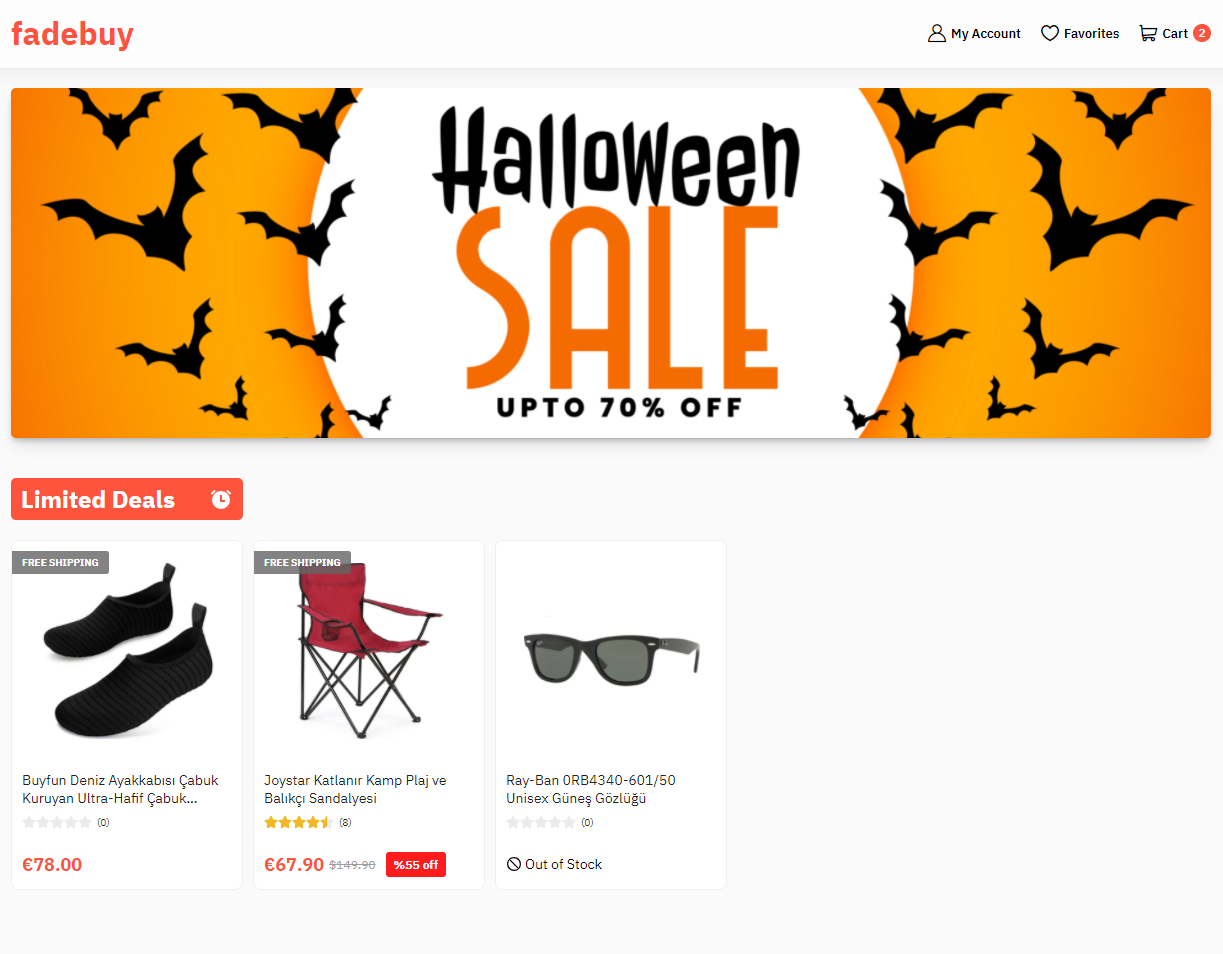 fadebuy
My Account
Favorites
Cart 2
Halloween
SALE
UPTO 70% OFF
Limited Deals
FREE SHIPPING
Buyfun Deniz Ayakkabısı Çabuk
Kuruyan Ultra-Hafif Çabuk...
(0)
€78.00
FREE SHIPPING
Joystar Katlanır Kamp Plaj ve
Balıkçı Sandalyesi
(8)
€67.90 $149.90 %55 off
Ray-Ban 0RB4340-601/50
Unisex Güneş Gözlüğü
(0)
Out of Stock